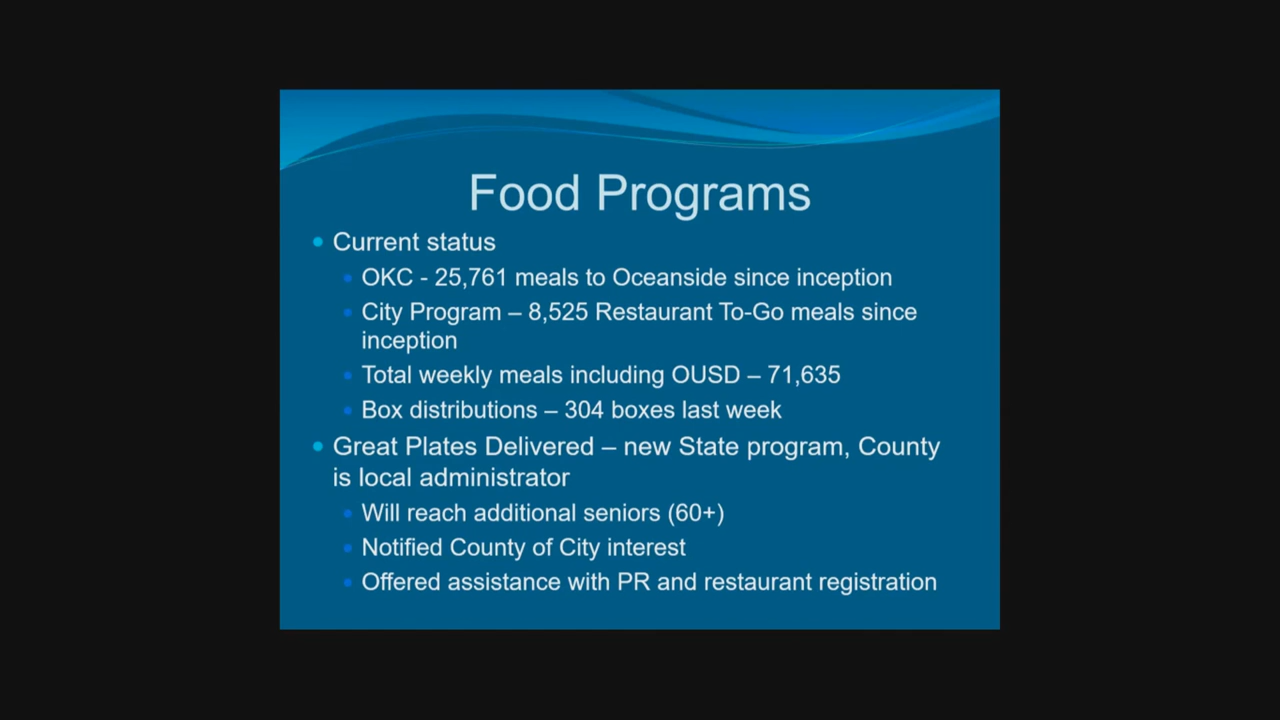 Food Programs
Current status
OKC - 25,761 meals to Oceanside since inception
City Program – 8,525 Restaurant To-Go meals since
inception
Total weekly meals including OUSD – 71,635
Box distributions – 304 boxes last week
Great Plates Delivered – new State program, County
is local administrator
Will reach additional seniors (60+)
Notified County of City interest
Offered assistance with PR and restaurant registration